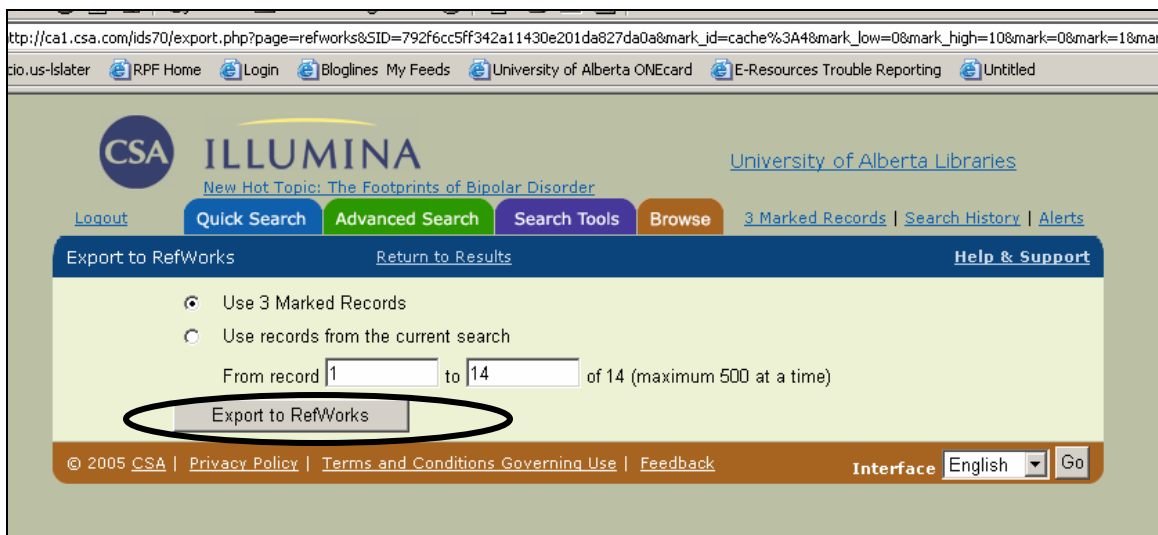 ttp://ca1.csa.com/ids70/export.php?page=refworks&SID=792f6cc5ff342a11430e201da827da0a&mark_id=cache%3A4&mark_low=0&mark_high=10&mark=0&mark=1&mar
cio.us-lslater RPF Home Login Bloglines My Feeds University of Alberta ONEcard E-Resources Trouble Reporting Untitled
CSA ILLUMINA
University of Alberta Libraries
New Hot Topic: The Footprints of Bipolar Disorder
Logout Quick Search Advanced Search Search Tools Browse 3 Marked Records | Search History | Alerts
Export to RefWorks Return to Results Help & Support
Use 3 Marked Records
Use records from the current search
From record 1 to 14 of 14 (maximum 500 at a time)
Export to RefWorks
© 2005 CSA | Privacy Policy | Terms and Conditions Governing Use | Feedback Interface English Go